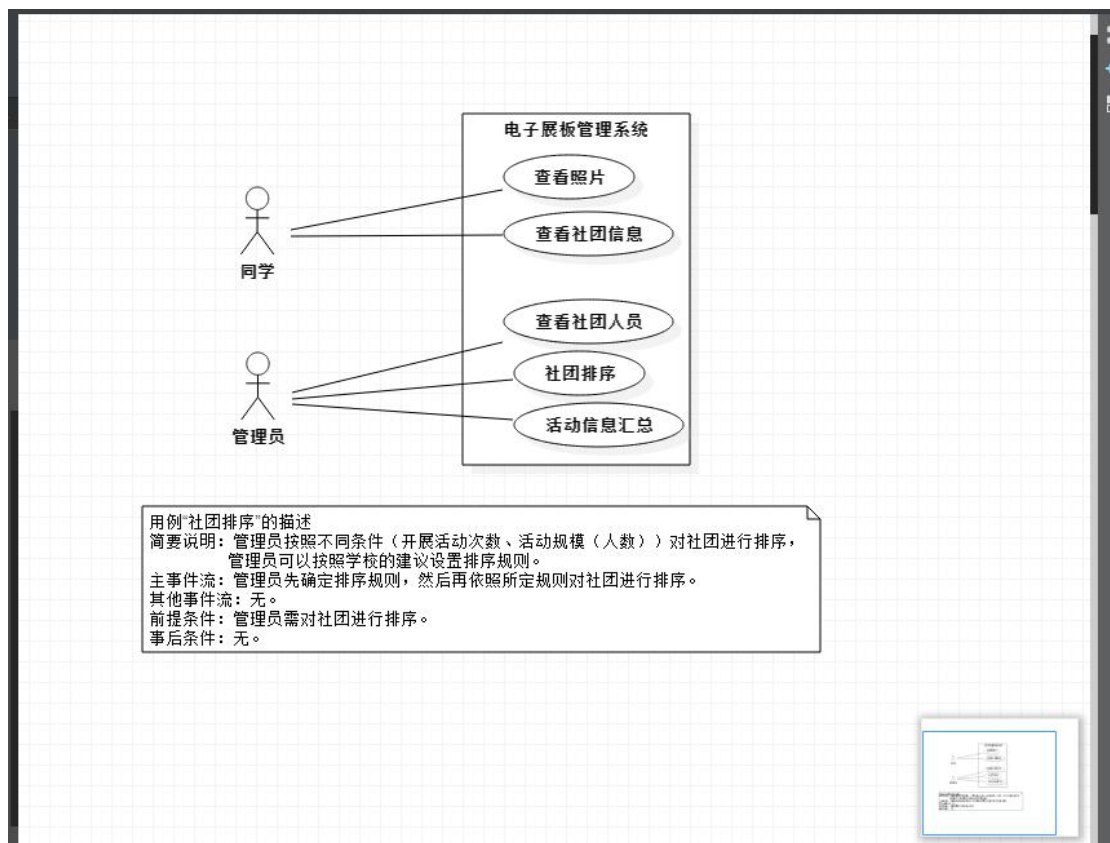 电子展板管理系统
查看照片
查看社团信息
同学
查看社团人员
社团排序
管理员
活动信息汇总
用例“社团排序”的描述
简要说明：管理员按照不同条件（开展活动次数、活动规模（人数））对社团进行排序，
管理员可以按照学校的建议设置排序规则。
主事件流：管理员先确定排序规则，然后再依照所定规则对社团进行排序。
其他事件流：无。
前提条件：管理员需对社团进行排序。
事后条件：无。